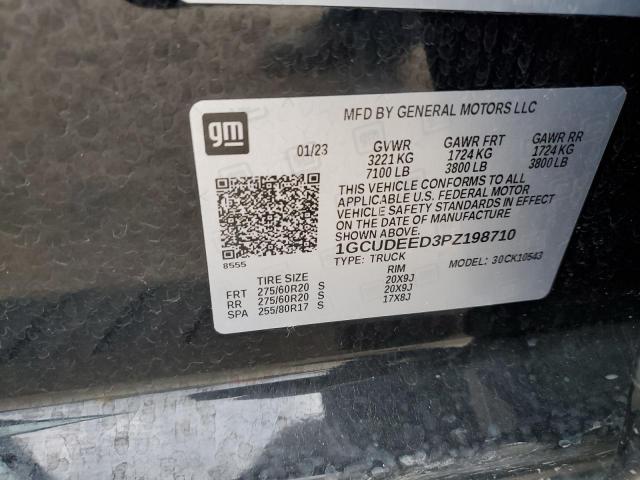 gm
MFD BY GENERAL MOTORS LLC
01/23 GVWR GAWR FRT GAWR RR
3221 KG 1724 KG 1724 KG
7100 LB 3800 LB 3800 LB
THIS VEHICLE CONFORMS TO ALL
APPLICABLE U.S. FEDERAL MOTOR
VEHICLE SAFETY STANDARDS IN EFFECT
ON THE DATE OF MANUFACTURE
SHOWN ABOVE.
1GCUDEED3PZ198710
8555
TYPE: TRUCK MODEL: 30CK10543
TIRE SIZE RIM
FRT 275/60R20 S 20X9J
RR 275/60R20 S 20X9J
SPA 255/80R17 S 17X8J